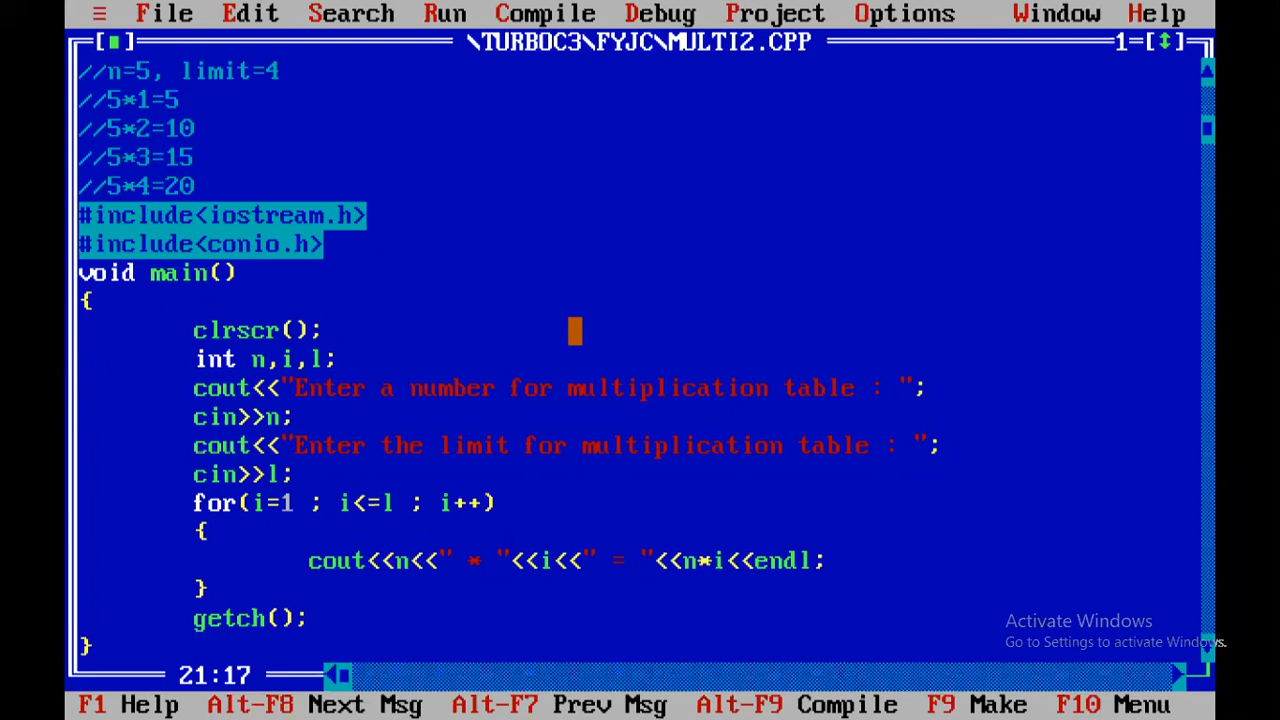 ≡ File Edit Search Run Compile Debug Project Options Window Help
[■] \TURBOC3\FYJC\MULTI2.CPP 1=[↕]
//n=5, limit=4
//5*1=5
//5*2=10
//5*3=15
//5*4=20
#include<iostream.h>
#include<conio.h>
void main()
{
clrscr();
int n,i,l;
cout<<"Enter a number for multiplication table : ";
cin>>n;
cout<<"Enter the limit for multiplication table : ";
cin>>l;
for(i=1 ; i<=l ; i++)
{
cout<<n<<" * "<<i<<" = "<<n*i<<endl;
}
getch();
}
Activate Windows
Go to Settings to activate Windows.
21:17
F1 Help Alt-F8 Next Msg Alt-F7 Prev Msg Alt-F9 Compile F9 Make F10 Menu